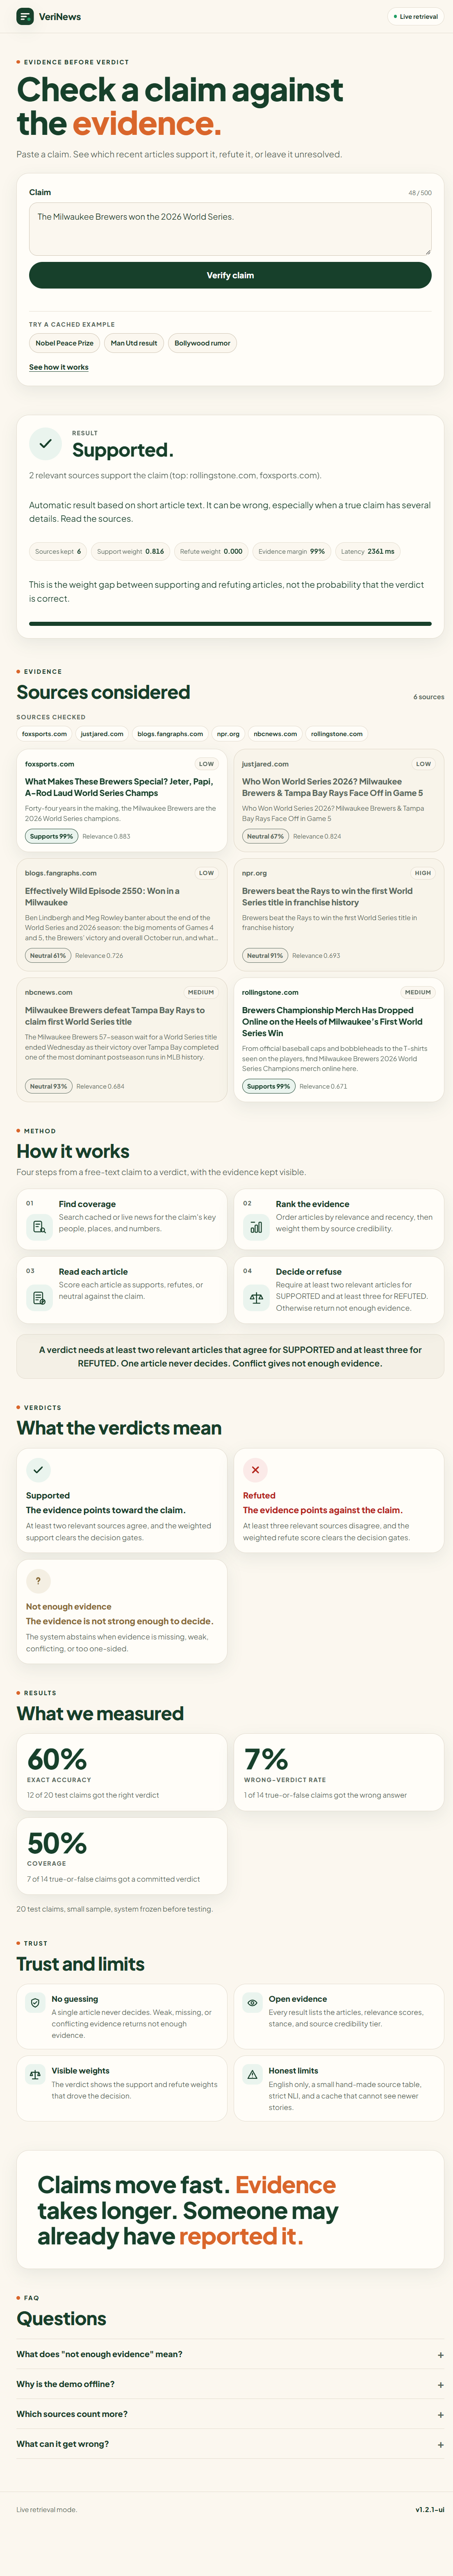 VeriNews
Live retrieval
EVIDENCE BEFORE VERDICT
Check a claim against
the evidence.
Paste a claim. See which recent articles support it, refute it, or leave it unresolved.
Claim
48 / 500
The Milwaukee Brewers won the 2026 World Series.
Verify claim
TRY A CACHED EXAMPLE
Nobel Peace Prize
Man Utd result
Bollywood rumor
See how it works
RESULT
Supported.
2 relevant sources support the claim (top: rollingstone.com, foxsports.com).
Automatic result based on short article text. It can be wrong, especially when a true claim has several
details. Read the sources.
Sources kept 6
Support weight 0.816
Refute weight 0.000
Evidence margin 99%
Latency 2361 ms
This is the weight gap between supporting and refuting articles, not the probability that the verdict
is correct.
EVIDENCE
Sources considered
6 sources
SOURCES CHECKED
foxsports.com
justjared.com
blogs.fangraphs.com
npr.org
nbcnews.com
rollingstone.com
foxsports.com
LOW
What Makes These Brewers Special? Jeter, Papi,
A-Rod Laud World Series Champs
Forty-four years in the making, the Milwaukee Brewers are the
2026 World Series champions.
Supports 99%
Relevance 0.883
justjared.com
LOW
Who Won World Series 2026? Milwaukee
Brewers & Tampa Bay Rays Face Off in Game 5
Who Won World Series 2026? Milwaukee Brewers & Tampa
Bay Rays Face Off in Game 5
Neutral 67%
Relevance 0.824
blogs.fangraphs.com
LOW
Effectively Wild Episode 2550: Won in a
Milwaukee
Ben Lindbergh and Meg Rowley banter about the end of the
World Series and 2026 season: the big moments of Games 4
and 5, the Brewers' victory and overall October run, and what...
Neutral 61%
Relevance 0.726
npr.org
HIGH
Brewers beat the Rays to win the first World
Series title in franchise history
Brewers beat the Rays to win the first World Series title in
franchise history
Neutral 91%
Relevance 0.693
nbcnews.com
MEDIUM
Milwaukee Brewers defeat Tampa Bay Rays to
claim first World Series title
The Milwaukee Brewers 57-season wait for a World Series title
ended Wednesday as their victory over Tampa Bay completed
one of the most dominant postseason runs in MLB history.
Neutral 93%
Relevance 0.684
rollingstone.com
MEDIUM
Brewers Championship Merch Has Dropped
Online on the Heels of Milwaukee's First World
Series Win
From official baseball caps and bobbleheads to the T-shirts
seen on the players, find Milwaukee Brewers 2026 World
Series Champions merch online here.
Supports 99%
Relevance 0.671
METHOD
How it works
Four steps from a free-text claim to a verdict, with the evidence kept visible.
01
Find coverage
Search cached or live news for the claim's key
people, places, and numbers.
02
Rank the evidence
Order articles by relevance and recency, then
weight them by source credibility.
03
Read each article
Score each article as supports, refutes, or
neutral against the claim.
04
Decide or refuse
Require at least two relevant articles for
SUPPORTED and at least three for REFUTED.
Otherwise return not enough evidence.
A verdict needs at least two relevant articles that agree for SUPPORTED and at least three for
REFUTED. One article never decides. Conflict gives not enough evidence.
VERDICTS
What the verdicts mean
Supported
The evidence points toward the claim.
At least two relevant sources agree, and the weighted
support clears the decision gates.
Refuted
The evidence points against the claim.
At least three relevant sources disagree, and the
weighted refute score clears the decision gates.
?
Not enough evidence
The evidence is not strong enough to decide.
The system abstains when evidence is missing, weak,
conflicting, or too one-sided.
RESULTS
What we measured
60%
EXACT ACCURACY
12 of 20 test claims got the right verdict
7%
WRONG-VERDICT RATE
1 of 14 true-or-false claims got the wrong answer
50%
COVERAGE
7 of 14 true-or-false claims got a committed verdict
20 test claims, small sample, system frozen before testing.
TRUST
Trust and limits
No guessing
A single article never decides. Weak, missing, or
conflicting evidence returns not enough
evidence.
Open evidence
Every result lists the articles, relevance scores,
stance, and source credibility tier.
Visible weights
The verdict shows the support and refute weights
that drove the decision.
Honest limits
English only, a small hand-made source table,
strict NLI, and a cache that cannot see newer
stories.
Claims move fast. Evidence
takes longer. Someone may
already have reported it.
FAQ
Questions
What does "not enough evidence" mean?
+
Why is the demo offline?
+
Which sources count more?
+
What can it get wrong?
+
Live retrieval mode.
v1.2.1-ui